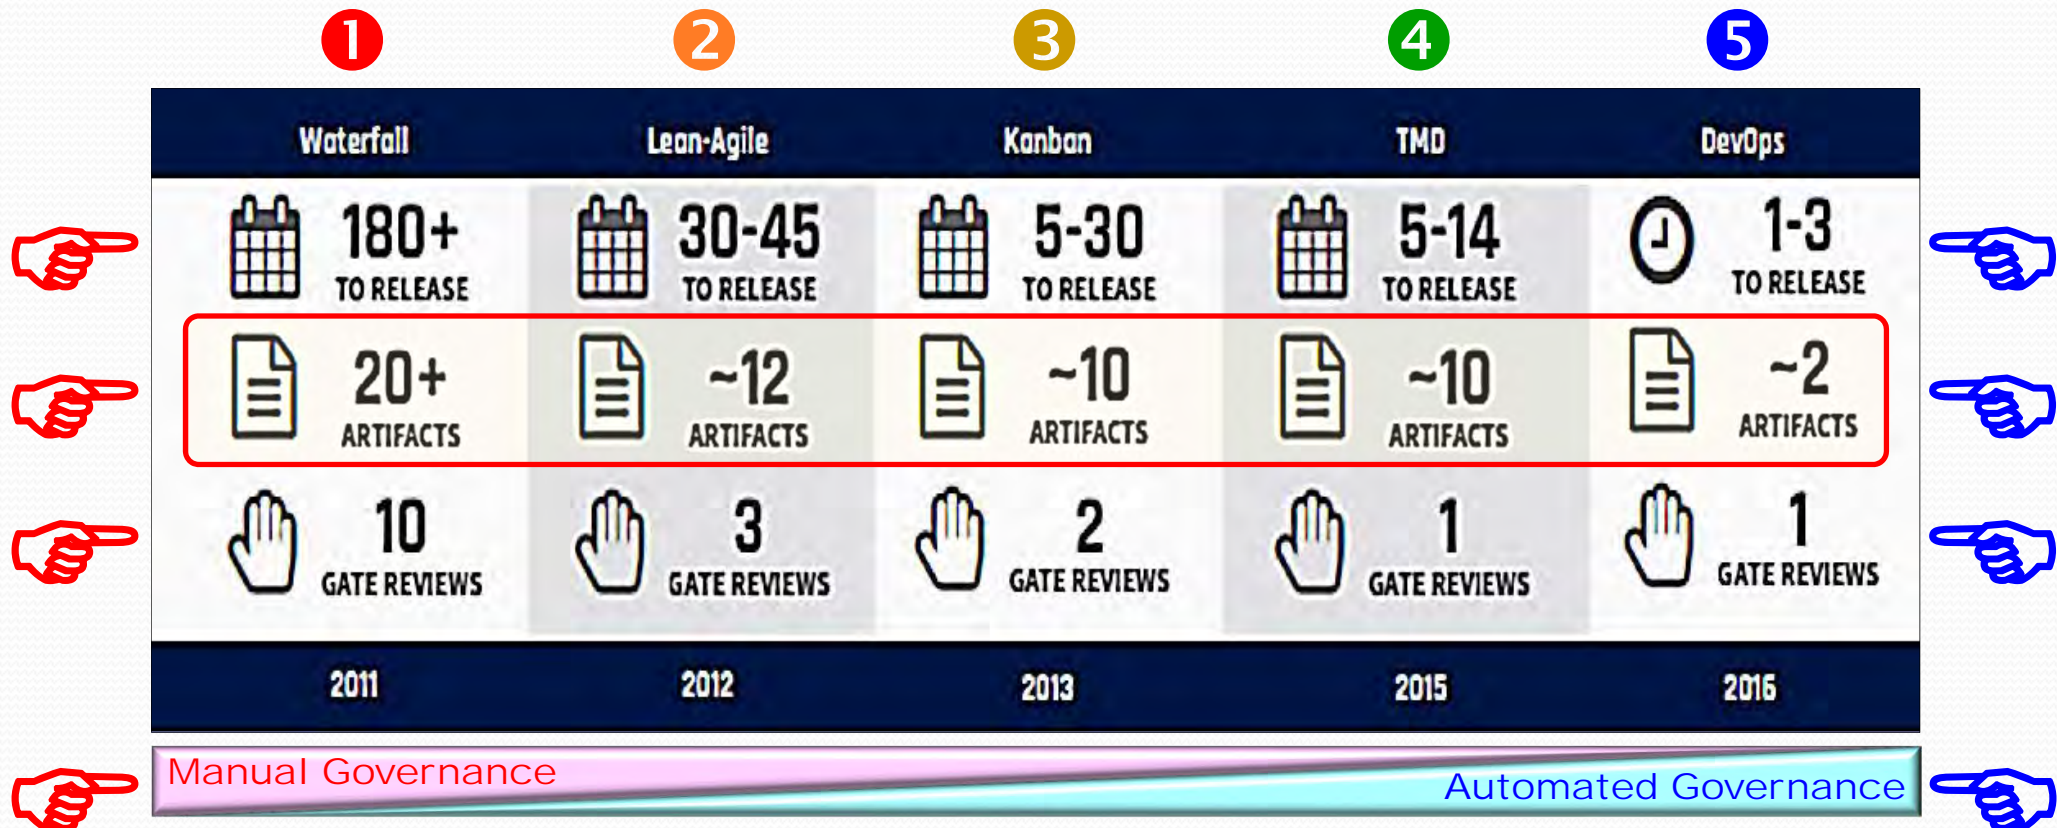 1 2 3 4 5
Waterfall Lean-Agile Kanban TMD DevOps
180+ 30-45 5-30 5-14 1-3
TO RELEASE TO RELEASE TO RELEASE TO RELEASE TO RELEASE
20+ ~12 ~10 ~10 ~2
ARTIFACTS ARTIFACTS ARTIFACTS ARTIFACTS ARTIFACTS
10 3 2 1 1
GATE REVIEWS GATE REVIEWS GATE REVIEWS GATE REVIEWS GATE REVIEWS
2011 2012 2013 2015 2016
Manual Governance
Automated Governance